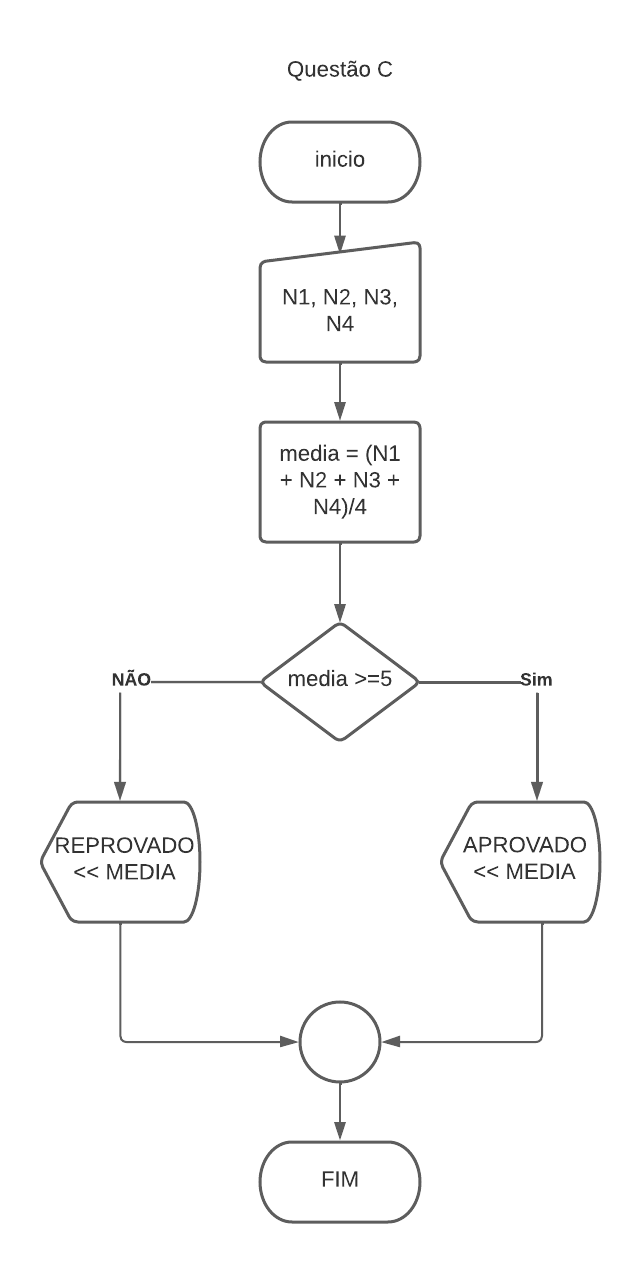 Questão C
inicio
N1, N2, N3,
N4
media = (N1
+ N2 + N3 +
N4)/4
media >=5
NÃO
Sim
REPROVADO
<< MEDIA
APROVADO
<< MEDIA
FIM